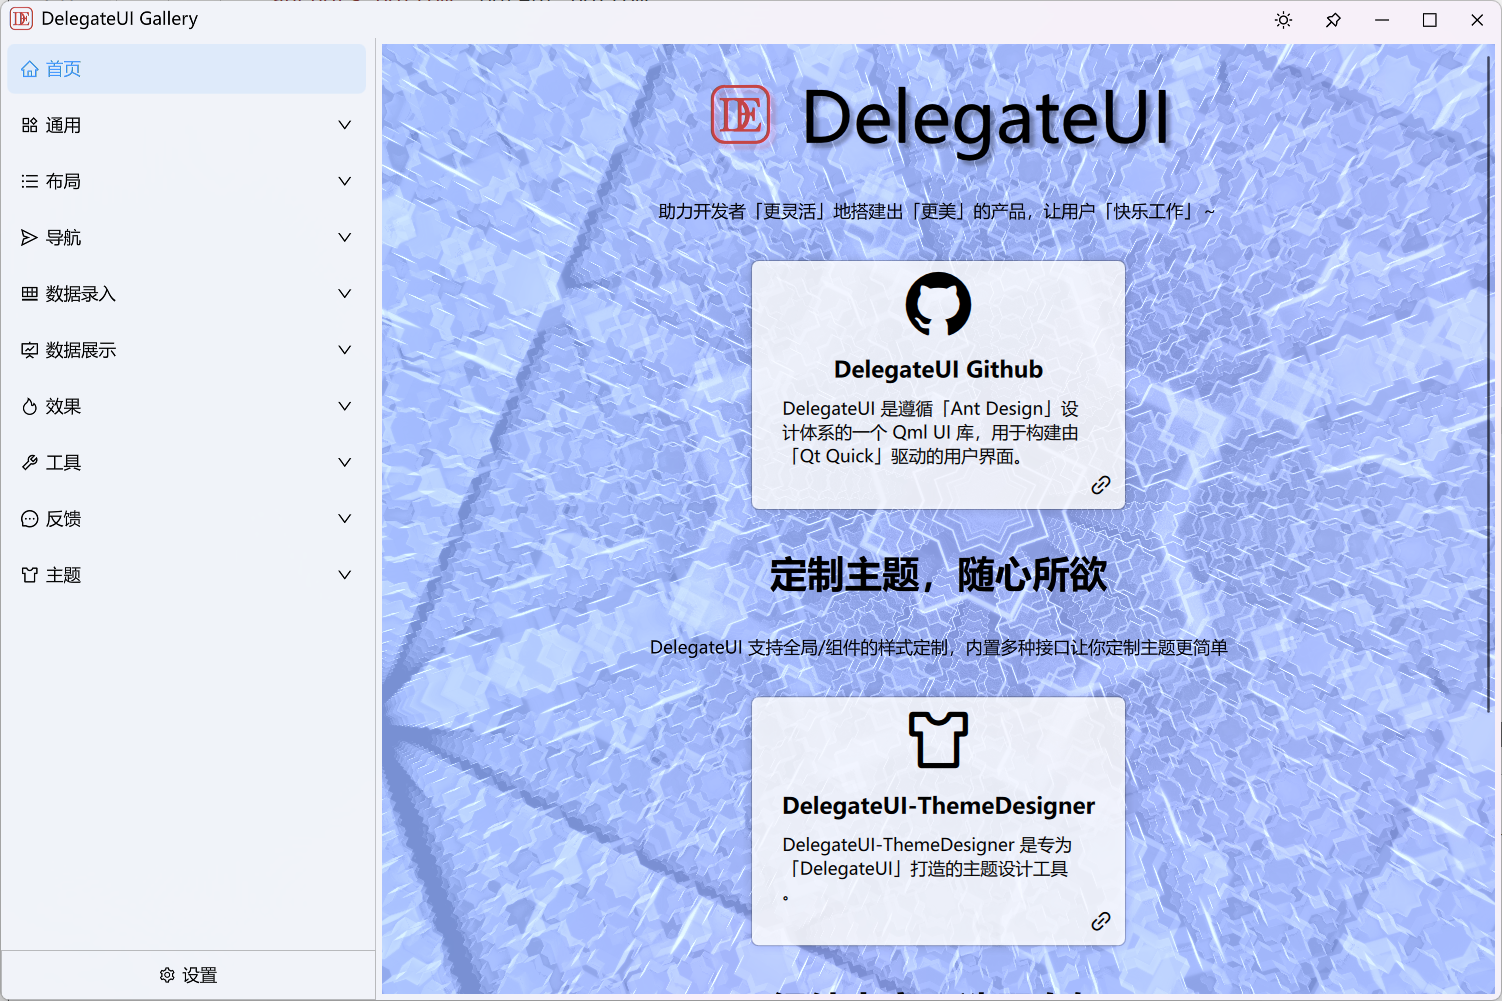 DelegateUI Gallery
首页
通用
布局
导航
数据录入
数据展示
效果
工具
反馈
主题
设置
DE DelegateUI
助力开发者「更灵活」地搭建出「更美」的产品，让用户「快乐工作」~
DelegateUI Github
DelegateUI 是遵循「Ant Design」设
计体系的一个 Qml UI 库，用于构建由
「Qt Quick」驱动的用户界面。
定制主题，随心所欲
DelegateUI 支持全局/组件的样式定制，内置多种接口让你定制主题更简单
DelegateUI-ThemeDesigner
DelegateUI-ThemeDesigner 是专为
「DelegateUI」打造的主题设计工具
。